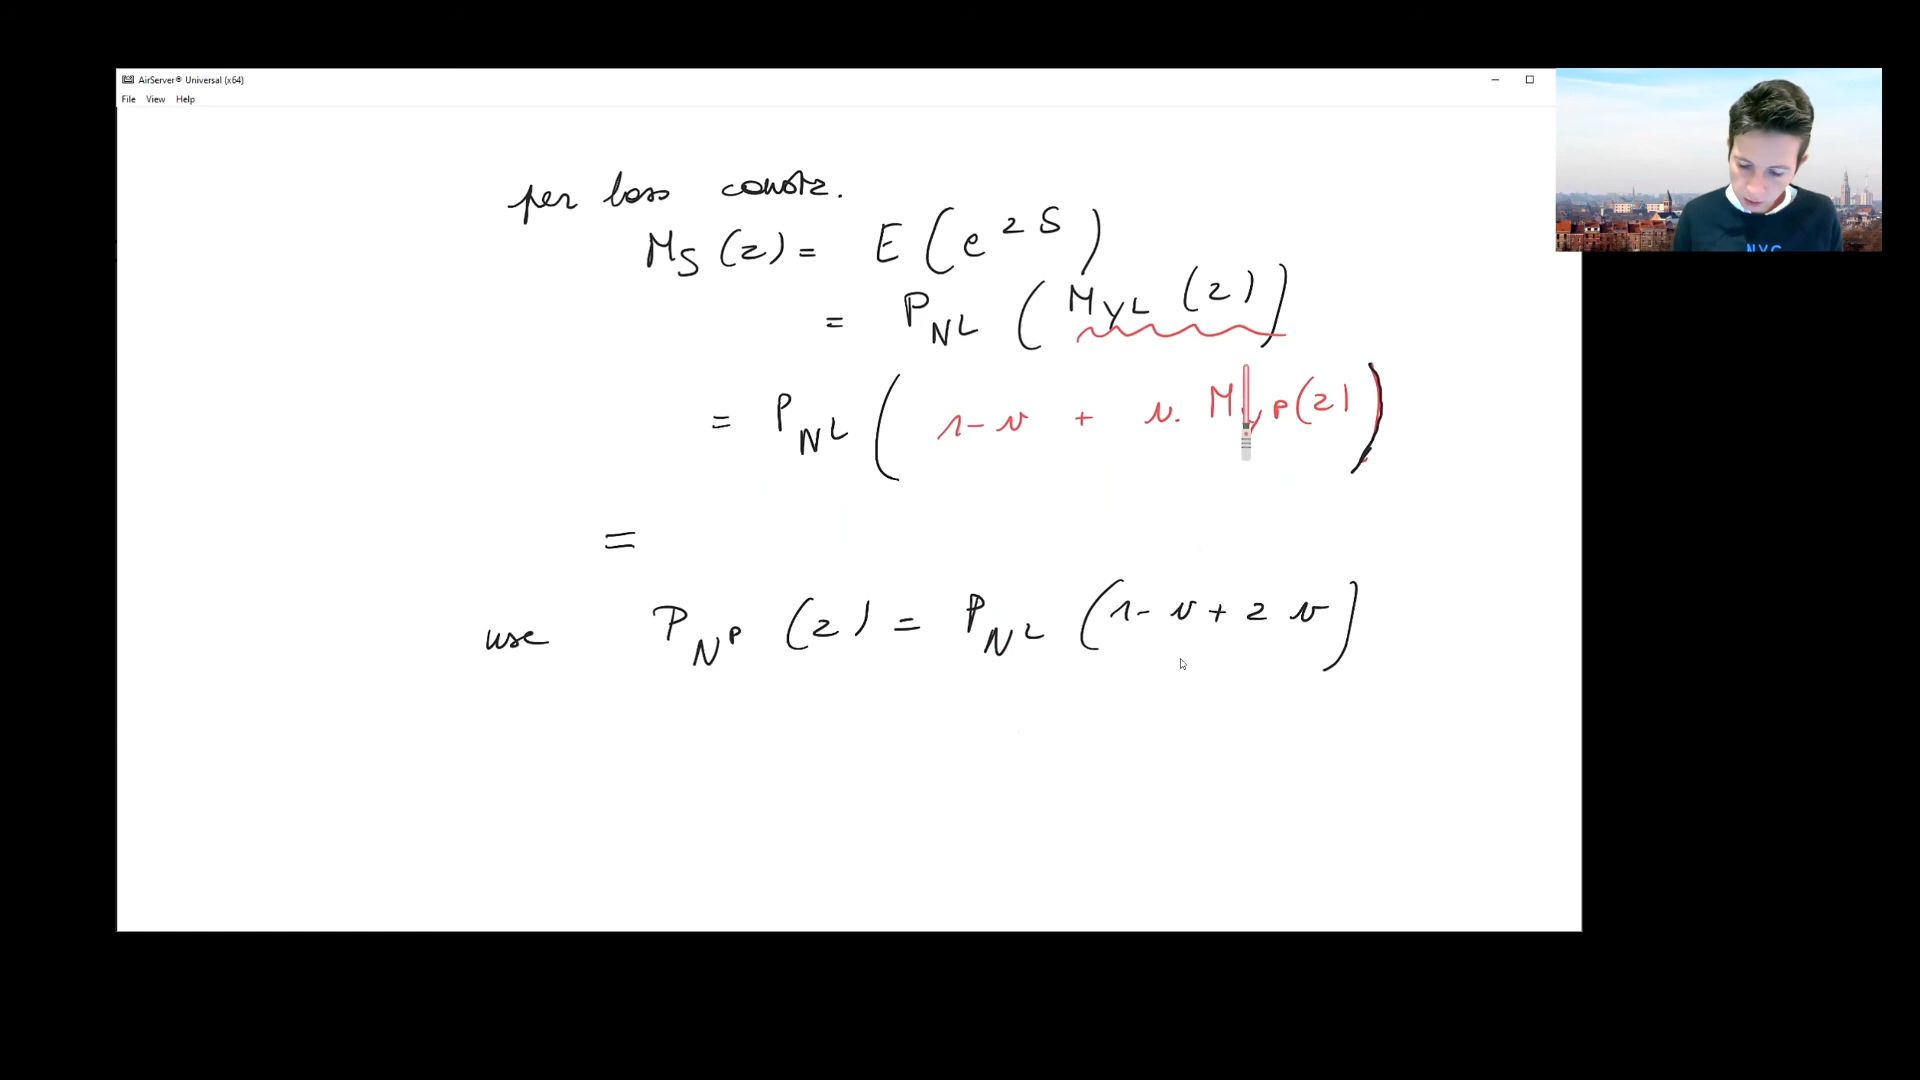 AirServer® Universal (x64)
File View Help
per loss constr.
M_S (z) = E (e^{z S})
= P_{N^L} (M_{Y^L} (z))
= P_{N^L} (1 - v + v. M_{Y^P} (z))
=
use P_{N^P} (z) = P_{N^L} (1 - v + z v)
NYC